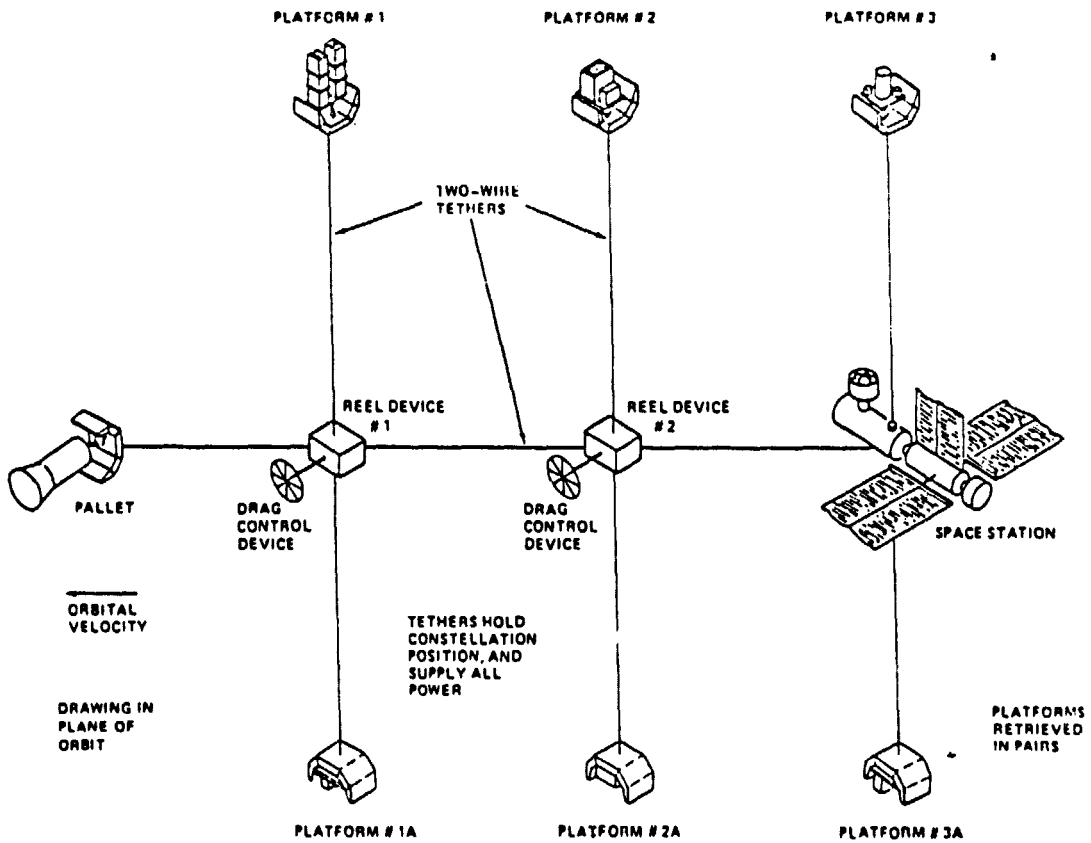 PLATFORM # 1
PLATFORM # 2
PLATFORM # 3
TWO-WIRE
TETHERS
REEL DEVICE
#1
REEL DEVICE
#2
PALLET
DRAG
CONTROL
DEVICE
DRAG
CONTROL
DEVICE
SPACE STATION
ORBITAL
VELOCITY
TETHERS HOLD
CONSTELLATION
POSITION, AND
SUPPLY ALL
POWER
DRAWING IN
PLANE OF
ORBIT
PLATFORMS
RETRIEVED
IN PAIRS
PLATFORM # 1A
PLATFORM # 2A
PLATFORM # 3A